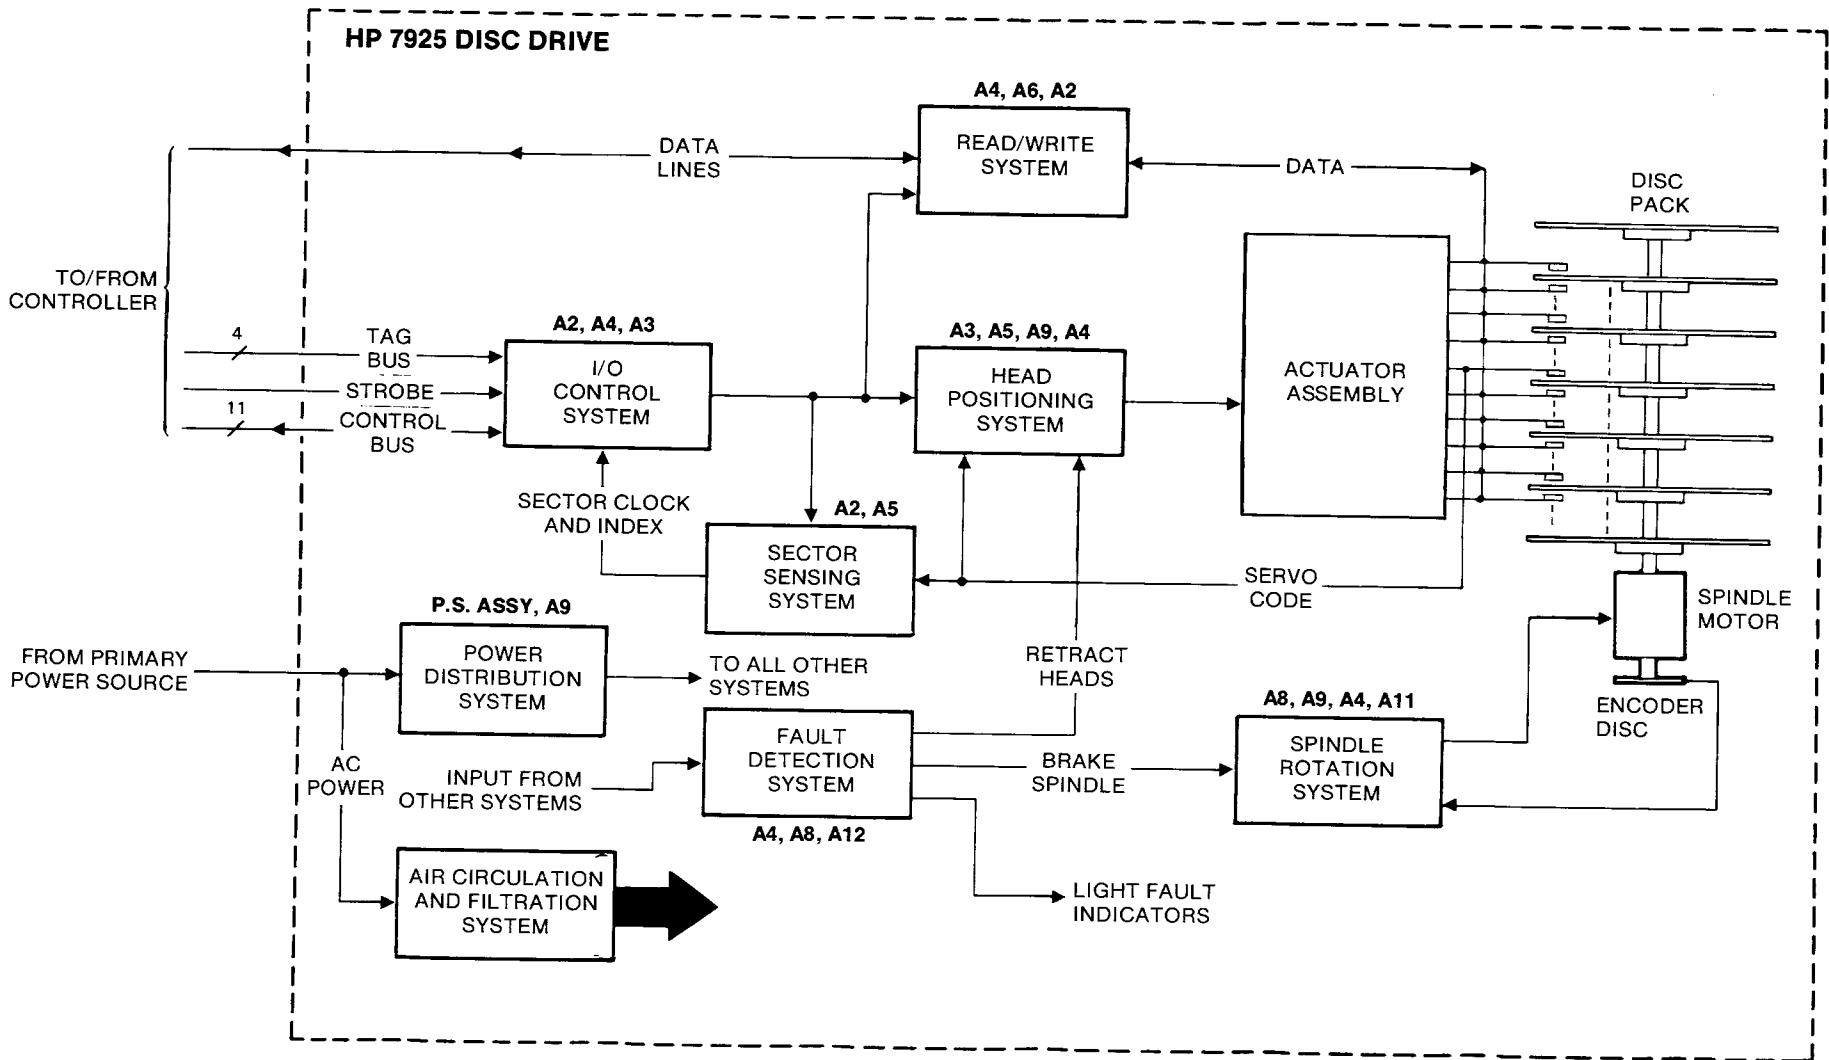 HP 7925 DISC DRIVE
A4, A6, A2
READ/WRITE
SYSTEM
DATA
LINES
DATA
DISC
PACK
TO/FROM
CONTROLLER
4
TAG
BUS
STROBE
11
CONTROL
BUS
A2, A4, A3
I/O
CONTROL
SYSTEM
A3, A5, A9, A4
HEAD
POSITIONING
SYSTEM
ACTUATOR
ASSEMBLY
SECTOR CLOCK
AND INDEX
A2, A5
SECTOR
SENSING
SYSTEM
SERVO
CODE
SPINDLE
MOTOR
P.S. ASSY, A9
POWER
DISTRIBUTION
SYSTEM
FROM PRIMARY
POWER SOURCE
TO ALL OTHER
SYSTEMS
RETRACT
HEADS
ENCODER
DISC
A8, A9, A4, A11
SPINDLE
ROTATION
SYSTEM
FAULT
DETECTION
SYSTEM
A4, A8, A12
BRAKE
SPINDLE
AC
POWER
INPUT FROM
OTHER SYSTEMS
AIR CIRCULATION
AND FILTRATION
SYSTEM
LIGHT FAULT
INDICATORS